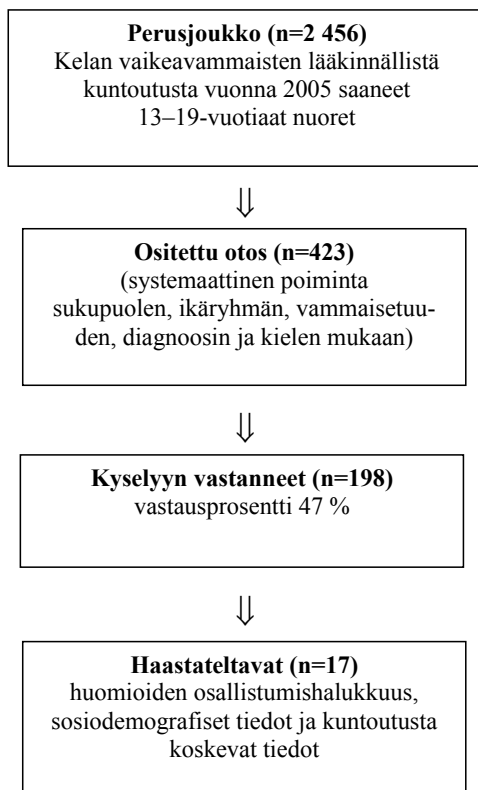 Perusjoukko (n=2 456)
Kelan vaikeavammaisten lääkinnällistä
kuntoutusta vuonna 2005 saaneet
13–19-vuotiaat nuoret
⇓
Ositettu otos (n=423)
(systemaattinen poiminta
sukupuolen, ikäryhmän, vammaisetuu-
den, diagnoosin ja kielen mukaan)
⇓
Kyselyyn vastanneet (n=198)
vastausprosentti 47 %
⇓
Haastateltavat (n=17)
huomioiden osallistumishalukkuus,
sosiodemografiset tiedot ja kuntoutusta
koskevat tiedot